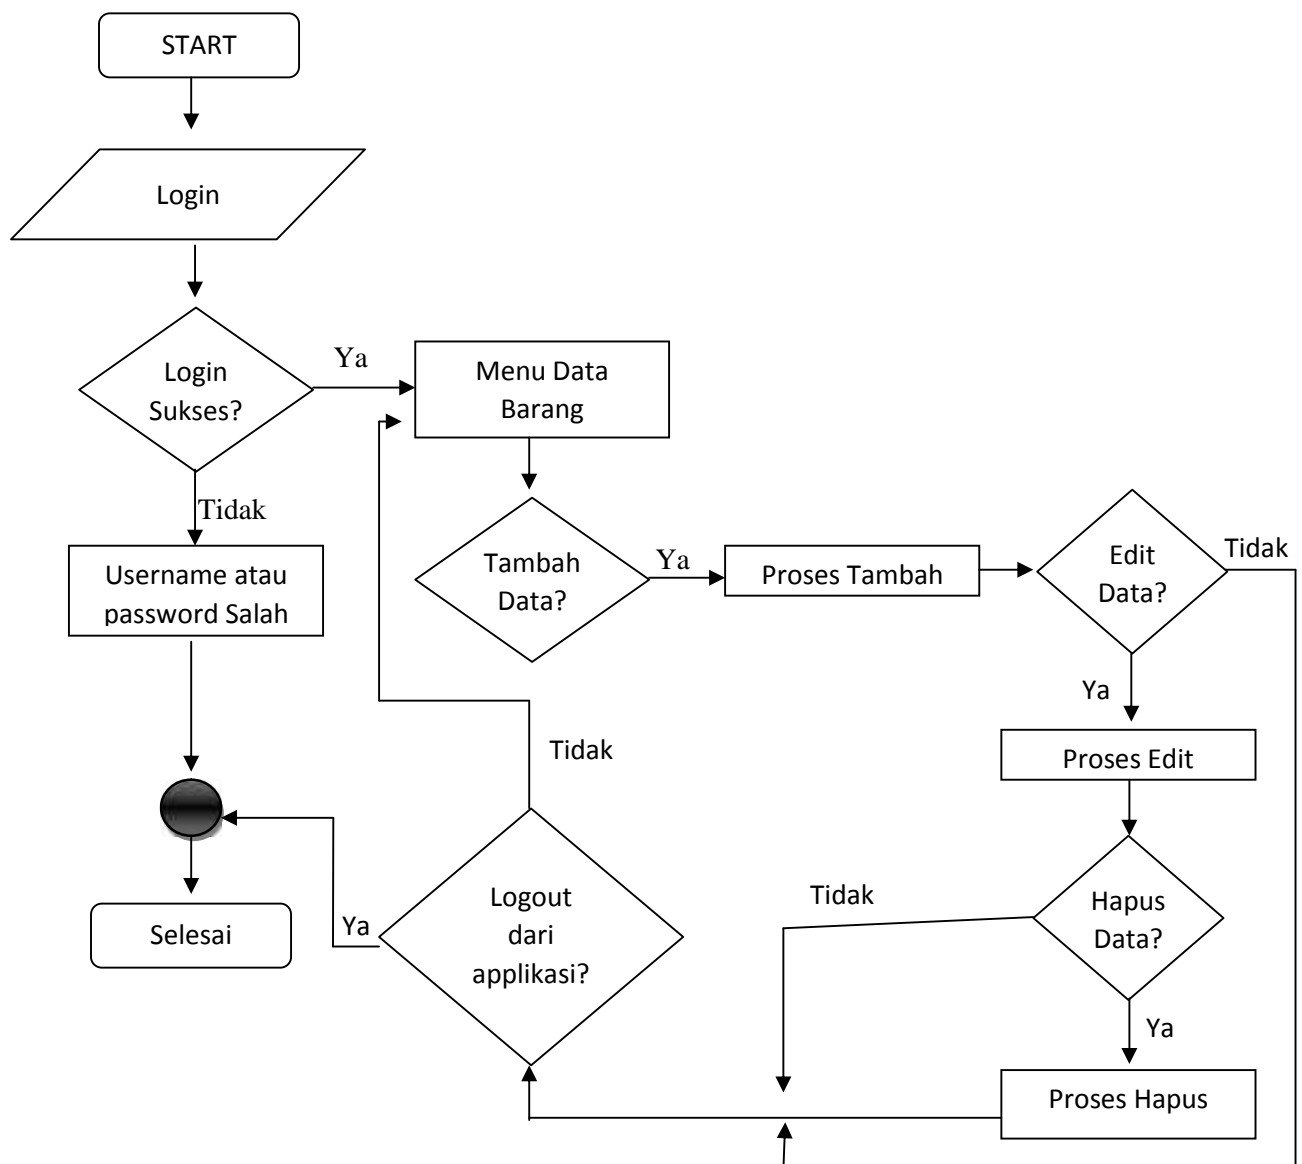 START
Login
Login
Sukses?
Ya
Menu Data
Barang
Tidak
Username atau
password Salah
Tambah
Data?
Ya
Proses Tambah
Edit
Data?
Tidak
Ya
Proses Edit
Tidak
Hapus
Data?
Tidak
Ya
Logout
dari
applikasi?
Selesai
Ya
Proses Hapus